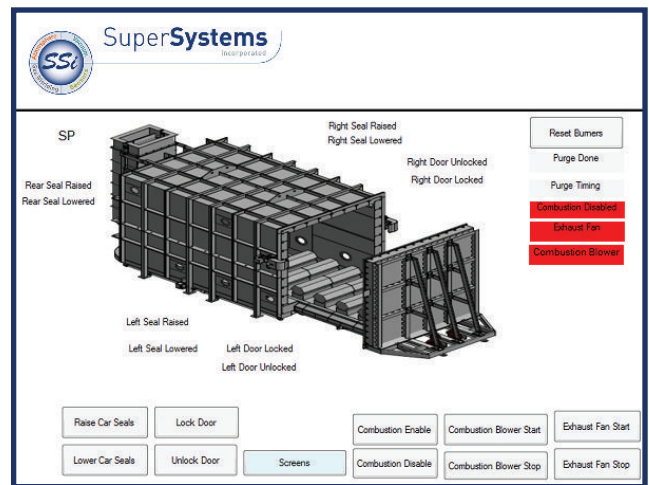 SuperSystems
incorporated
SSi
SP
Right Seal Raised
Right Seal Lowered
Right Door Unlocked
Right Door Locked
Rear Seal Raised
Rear Seal Lowered
Reset Burners
Purge Done
Purge Timing
Combustion Disabled
Exhaust Fan
Combustion Blower
Left Seal Raised
Left Seal Lowered
Left Door Locked
Left Door Unlocked
Raise Car Seals
Lock Door
Combustion Enable
Combustion Blower Start
Exhaust Fan Start
Lower Car Seals
Unlock Door
Screens
Combustion Disable
Combustion Blower Stop
Exhaust Fan Stop